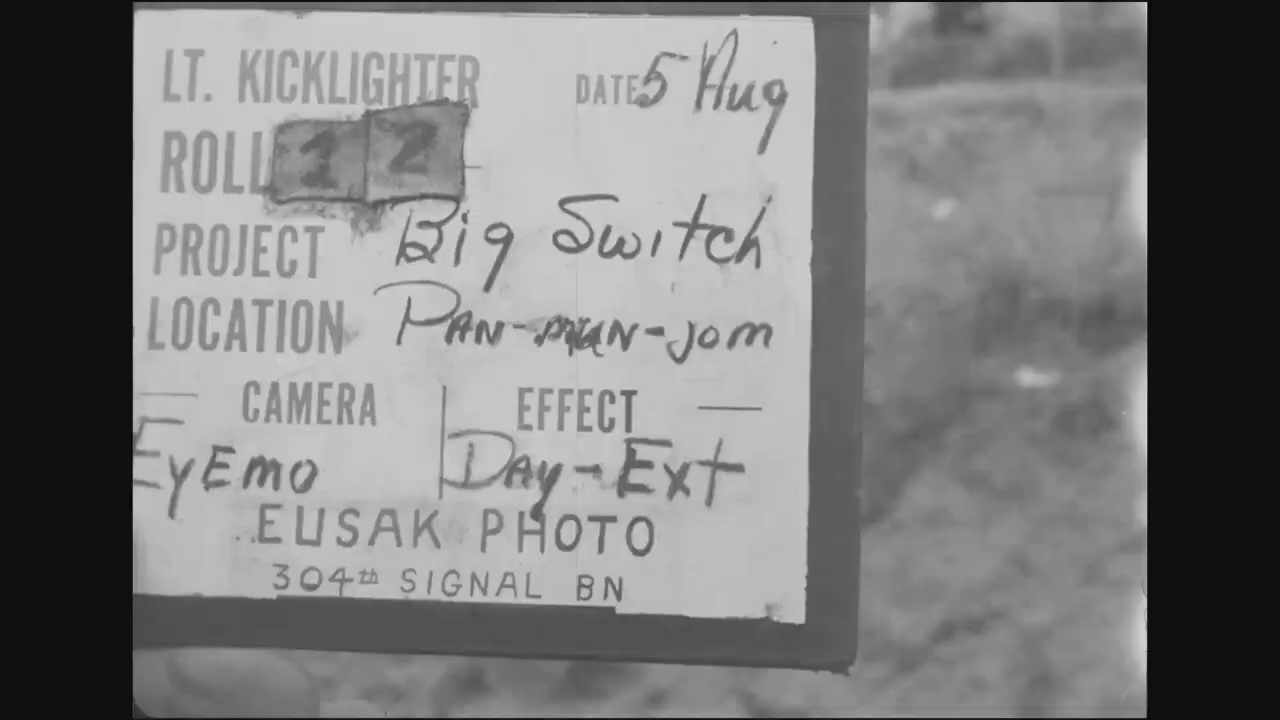 LT. KICKLIGHTER DATE 5 Aug
ROLL 12
PROJECT Big Switch
LOCATION PAN-MUN-JOM
CAMERA EFFECT
EyEmo DAY-Ext
EUSAK PHOTO
304th SIGNAL BN